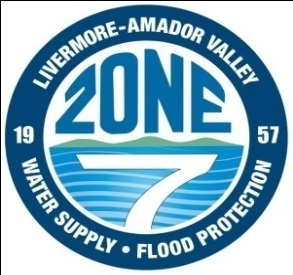 LIVERMORE-AMADOR VALLEY
ZONE
7
19 57
WATER SUPPLY • FLOOD PROTECTION